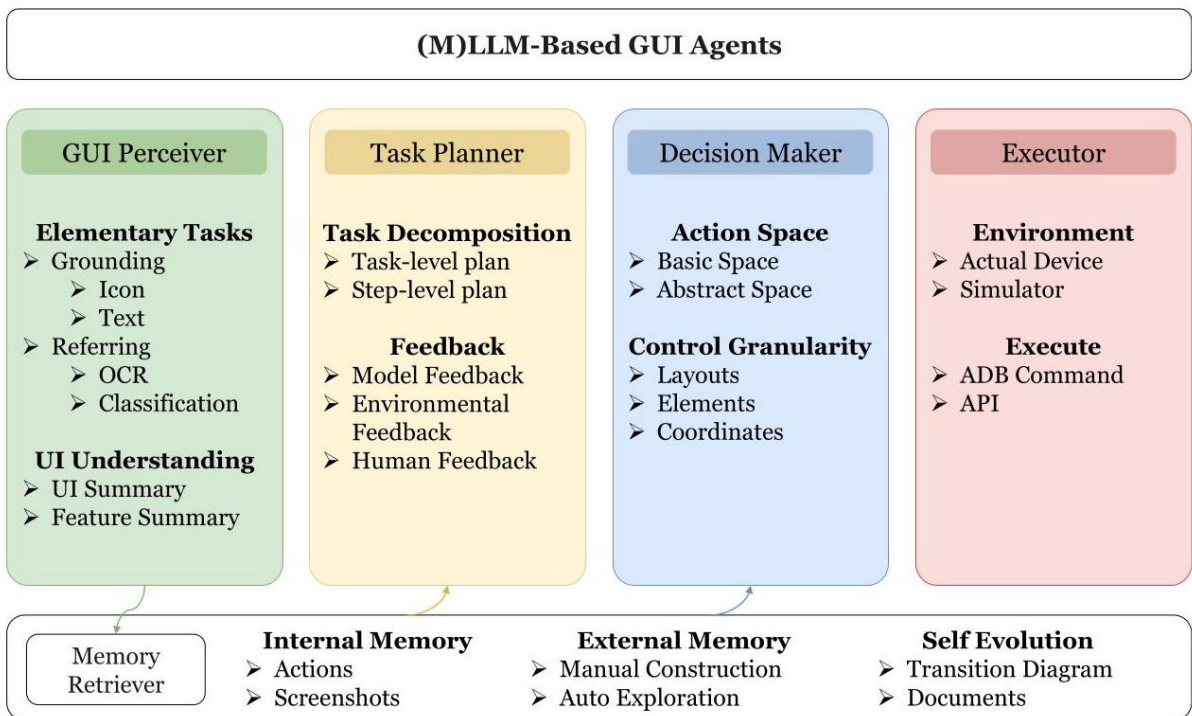 (M)LLM-Based GUI Agents
GUI Perceiver
Elementary Tasks
➢ Grounding
➢ Icon
➢ Text
➢ Referring
➢ OCR
➢ Classification
UI Understanding
➢ UI Summary
➢ Feature Summary
Task Planner
Task Decomposition
➢ Task-level plan
➢ Step-level plan
Feedback
➢ Model Feedback
➢ Environmental
Feedback
➢ Human Feedback
Decision Maker
Action Space
➢ Basic Space
➢ Abstract Space
Control Granularity
➢ Layouts
➢ Elements
➢ Coordinates
Executor
Environment
➢ Actual Device
➢ Simulator
Execute
➢ ADB Command
➢ API
Memory
Retriever
Internal Memory
➢ Actions
➢ Screenshots
External Memory
➢ Manual Construction
➢ Auto Exploration
Self Evolution
➢ Transition Diagram
➢ Documents